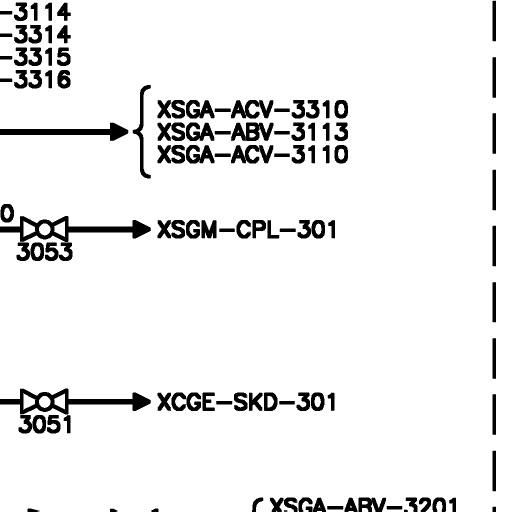 -3114
-3314
-3315
-3316
XSGA-ACV-3310
XSGA-ABV-3113
XSGA-ACV-3110
0
XSGM-CPL-301
3053
XCGE-SKD-301
3051
XSGA-ABV-3201